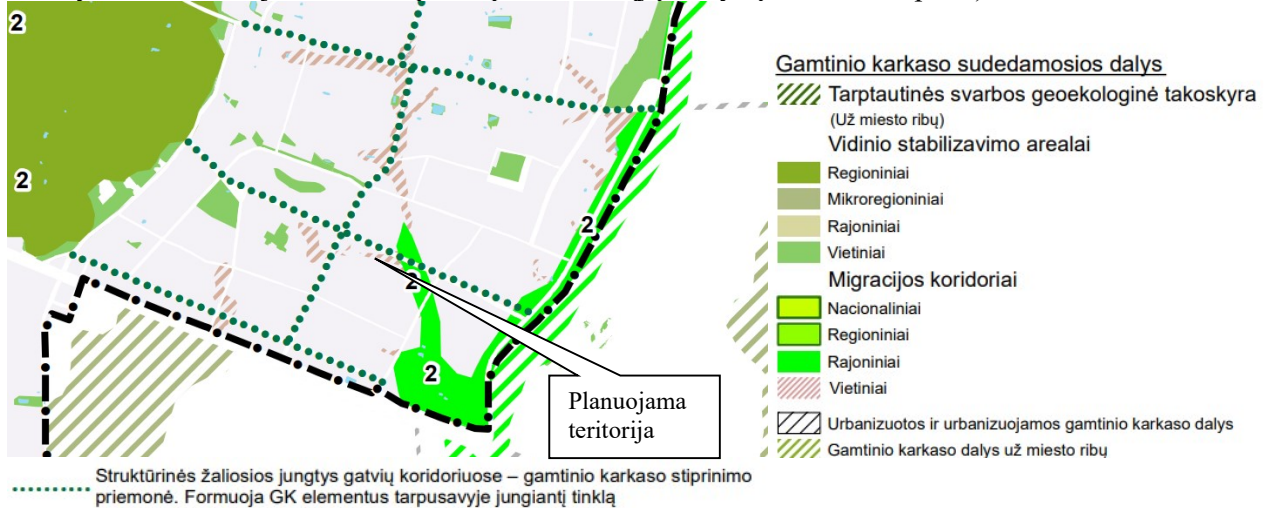 2
2
2
2
2
Planuojama
teritorija
Gamtinio karkaso sudedamosios dalys
Tarptautinės svarbos geoekologinė takoskyra
(Už miesto ribų)
Vidinio stabilizavimo arealai
Regioniniai
Mikroregioniniai
Rajoniniai
Vietiniai
Migracijos koridoriai
Nacionaliniai
Regioniniai
Rajoniniai
Vietiniai
Urbanizuotos ir urbanizuojamos gamtinio karkaso dalys
Gamtinio karkaso dalys už miesto ribų
Struktūrinės žaliosios jungtys gatvių koridoriuose – gamtinio karkaso stiprinimo
priemonė. Formuoja GK elementus tarpusavyje jungiantį tinklą